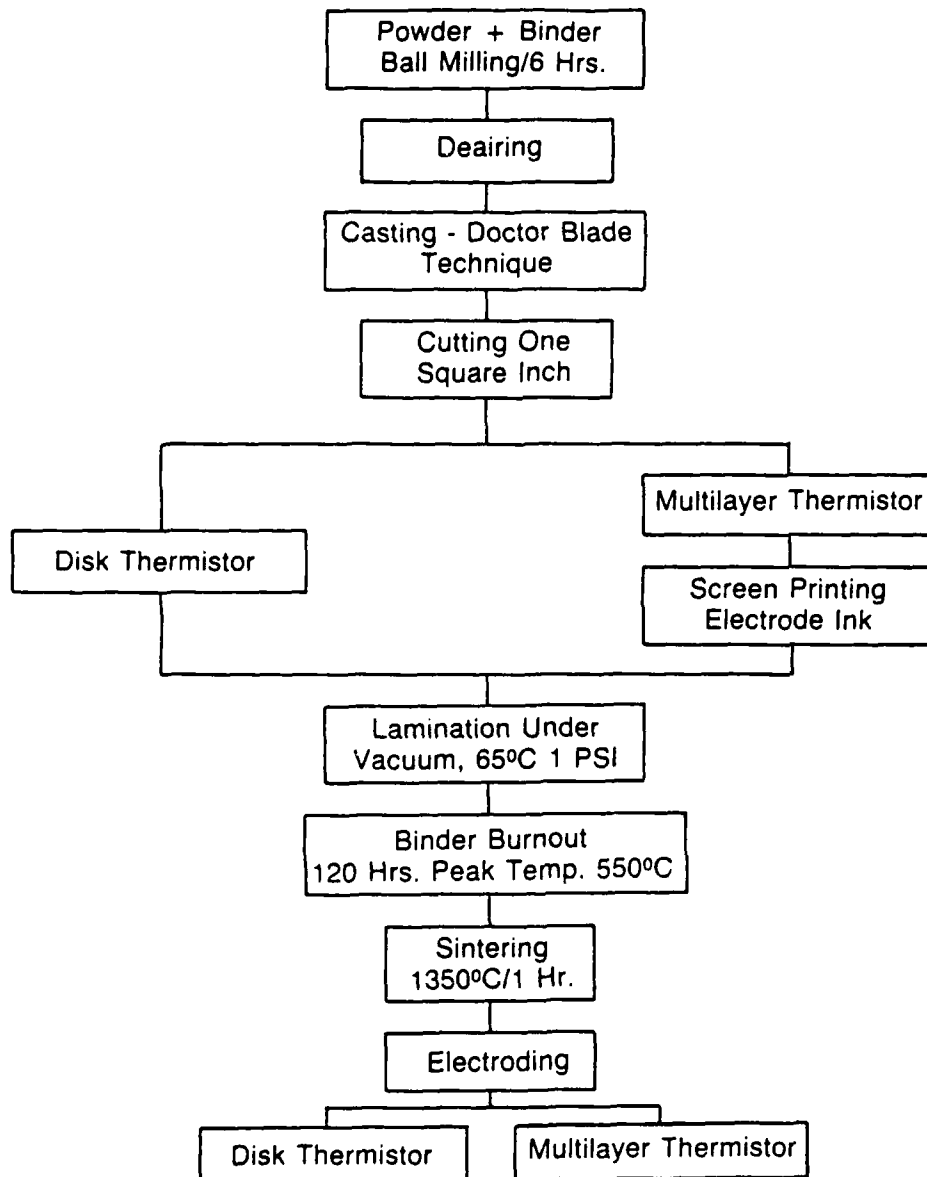 Powder + Binder
Ball Milling/6 Hrs.
Deairing
Casting - Doctor Blade
Technique
Cutting One
Square Inch
Multilayer Thermistor
Disk Thermistor
Screen Printing
Electrode Ink
Lamination Under
Vacuum, 65ºC 1 PSI
Binder Burnout
120 Hrs. Peak Temp. 550ºC
Sintering
1350ºC/1 Hr.
Electroding
Disk Thermistor
Multilayer Thermistor